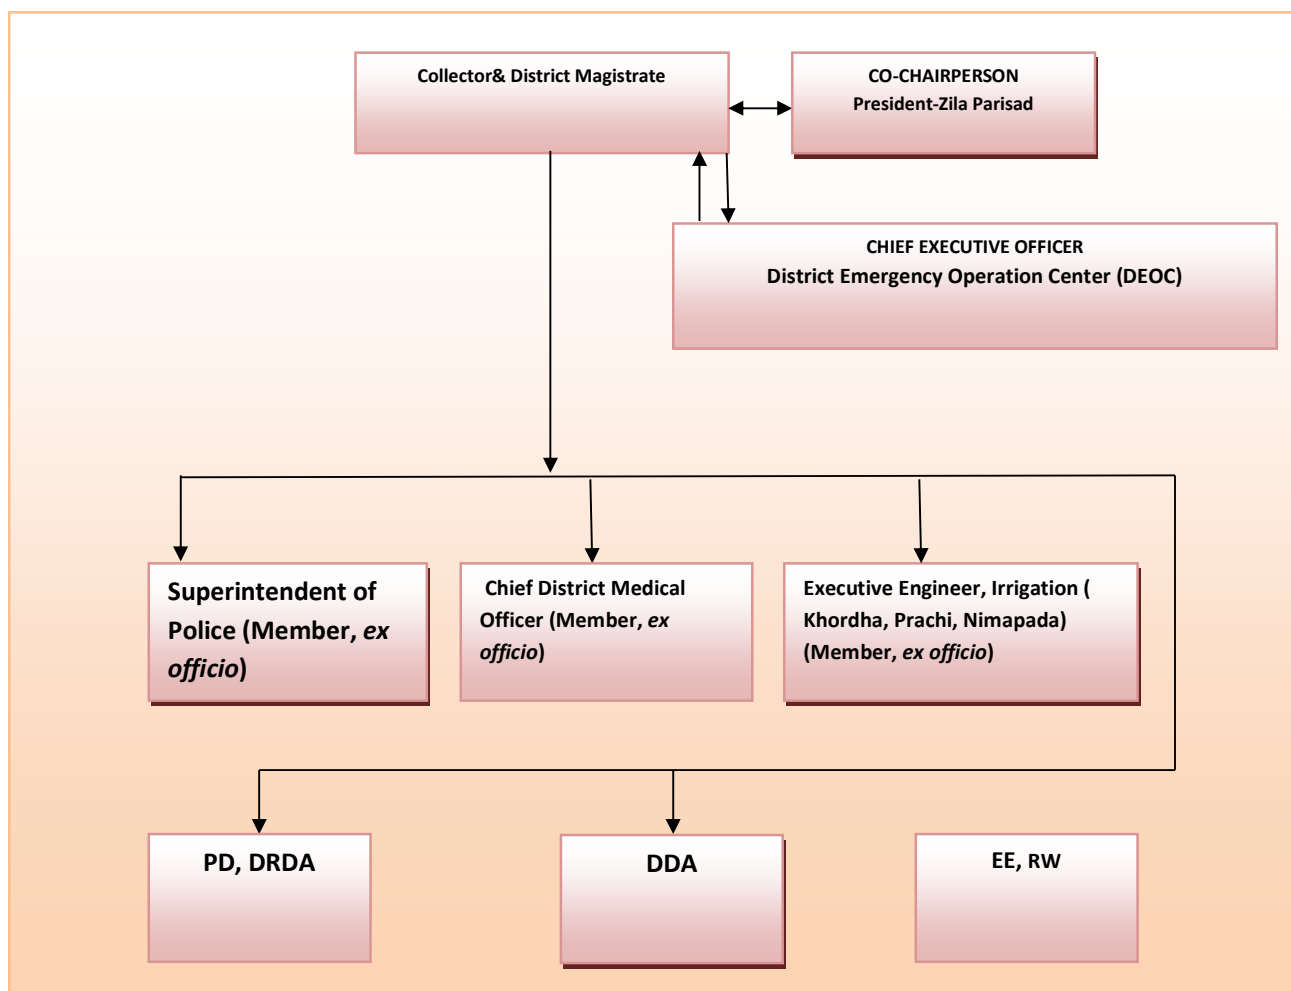 Collector& District Magistrate
CO-CHAIRPERSON
President-Zila Parisad
CHIEF EXECUTIVE OFFICER
District Emergency Operation Center (DEOC)
Superintendent of
Police (Member, ex
officio)
Chief District Medical
Officer (Member, ex
officio)
Executive Engineer, Irrigation (
Khordha, Prachi, Nimapada)
(Member, ex officio)
PD, DRDA
DDA
EE, RW